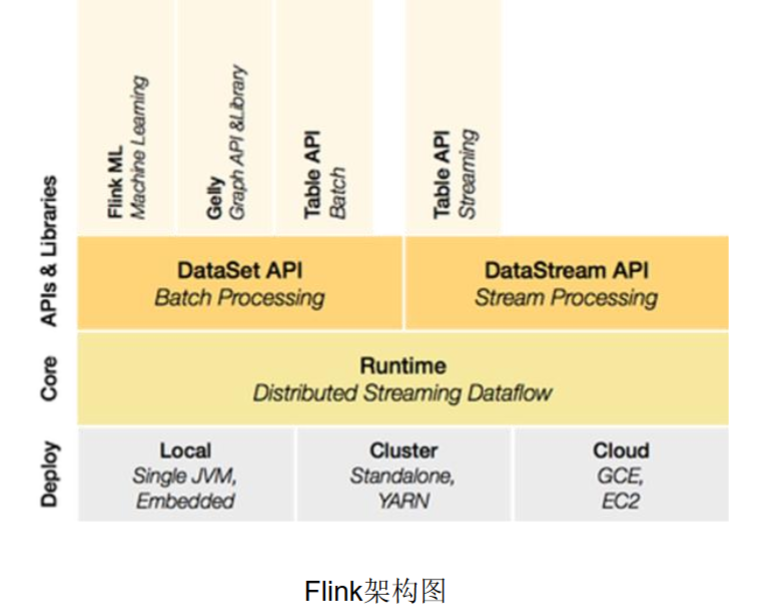 Flink ML
Machine Learning
Gelly
Graph API &Library
Table API
Batch
Table API
Streaming
APIs & Libraries
DataSet API
Batch Processing
DataStream API
Stream Processing
Core
Runtime
Distributed Streaming Dataflow
Deploy
Local
Single JVM,
Embedded
Cluster
Standalone,
YARN
Cloud
GCE,
EC2
Flink架构图